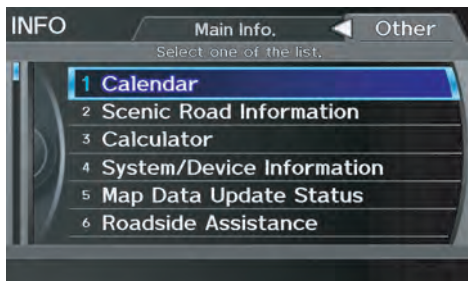 INFO
Main Info.
Other
Select one of the list.
1 Calendar
2 Scenic Road Information
3 Calculator
4 System/Device Information
5 Map Data Update Status
6 Roadside Assistance